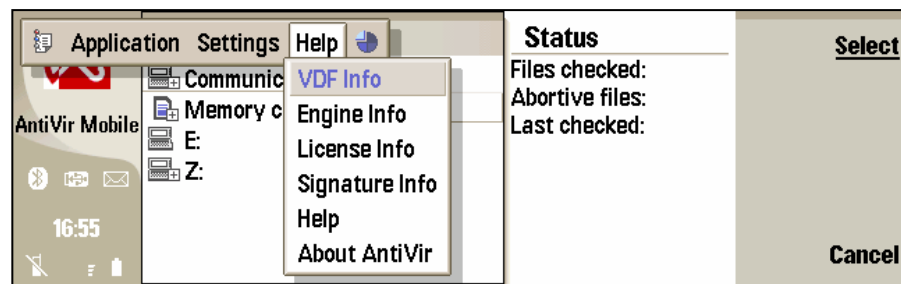 Application Settings Help
AntiVir Mobile
16:55
Communic
Memory c
E:
Z:
VDF Info
Engine Info
License Info
Signature Info
Help
About AntiVir
Status
Files checked:
Abortive files:
Last checked:
Select
Cancel